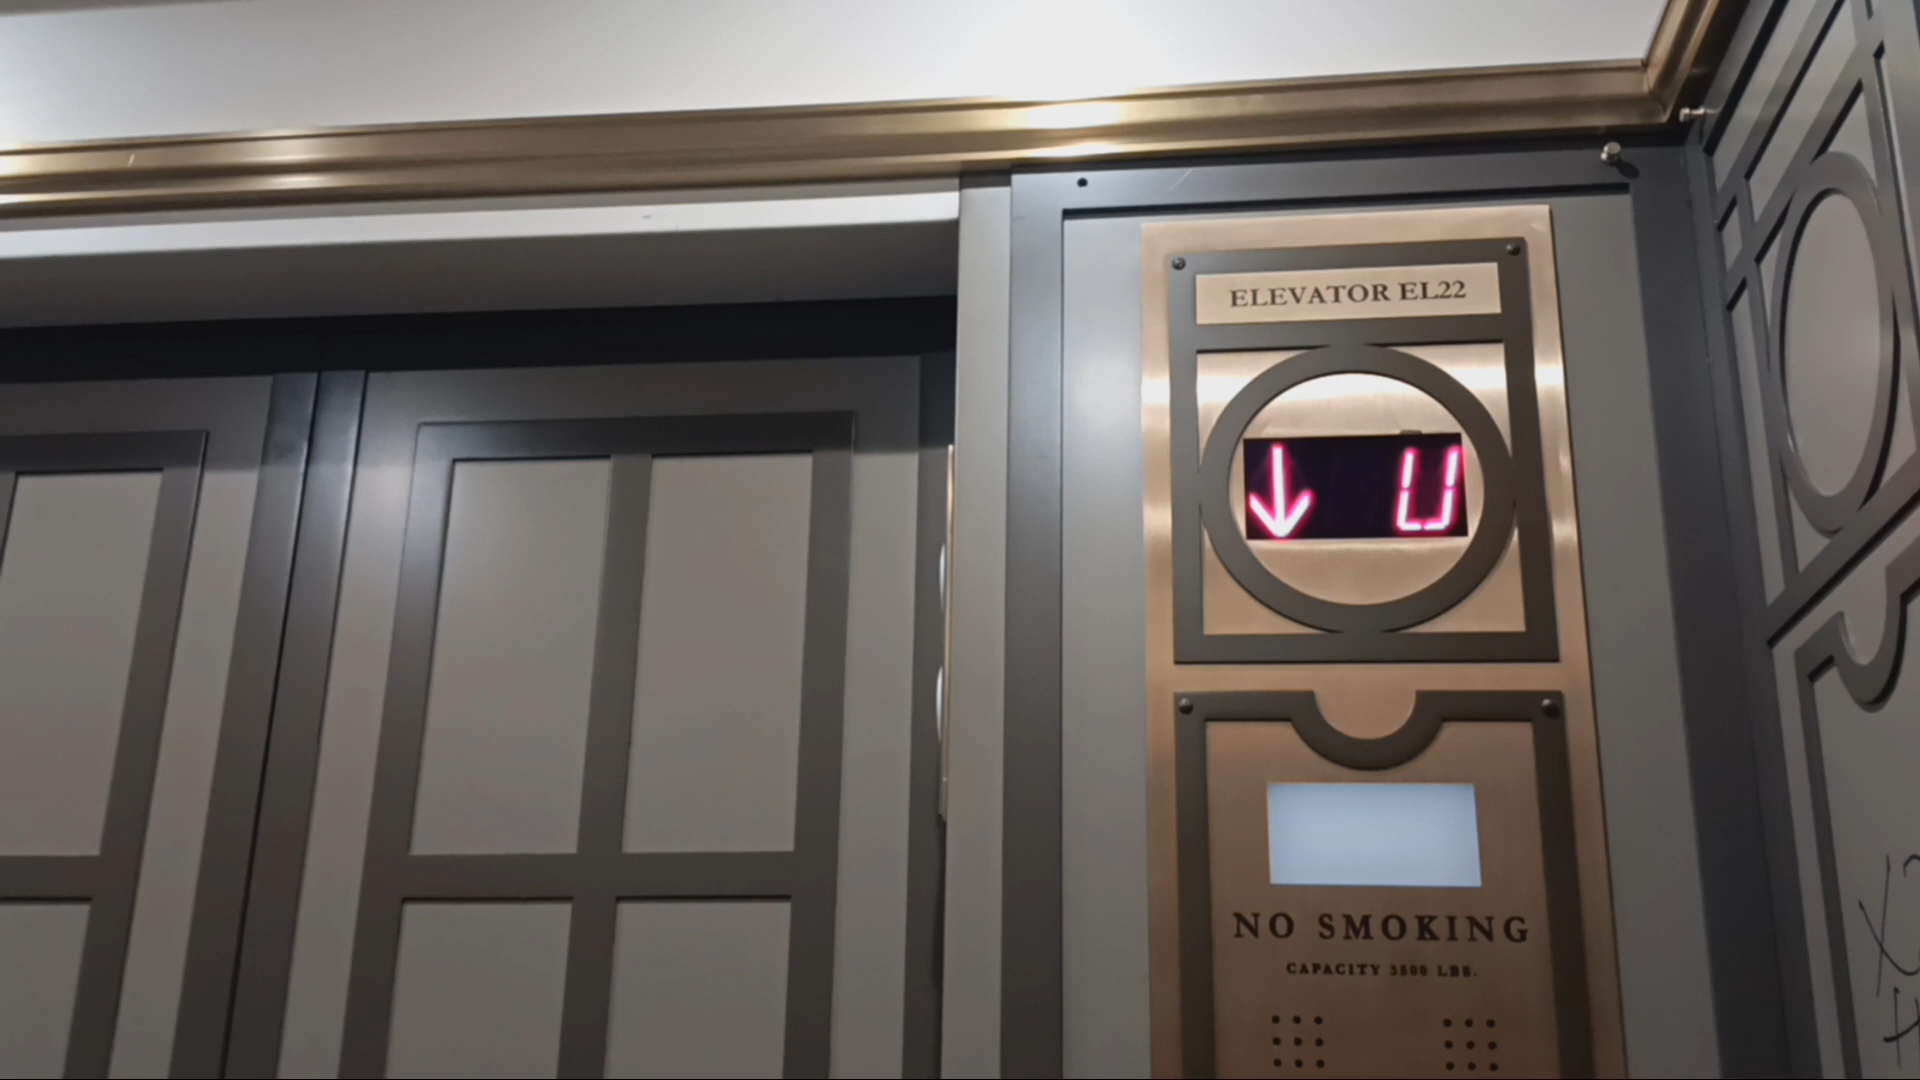 ELEVATOR EL22
↓ U
NO SMOKING
CAPACITY 3500 LBS.